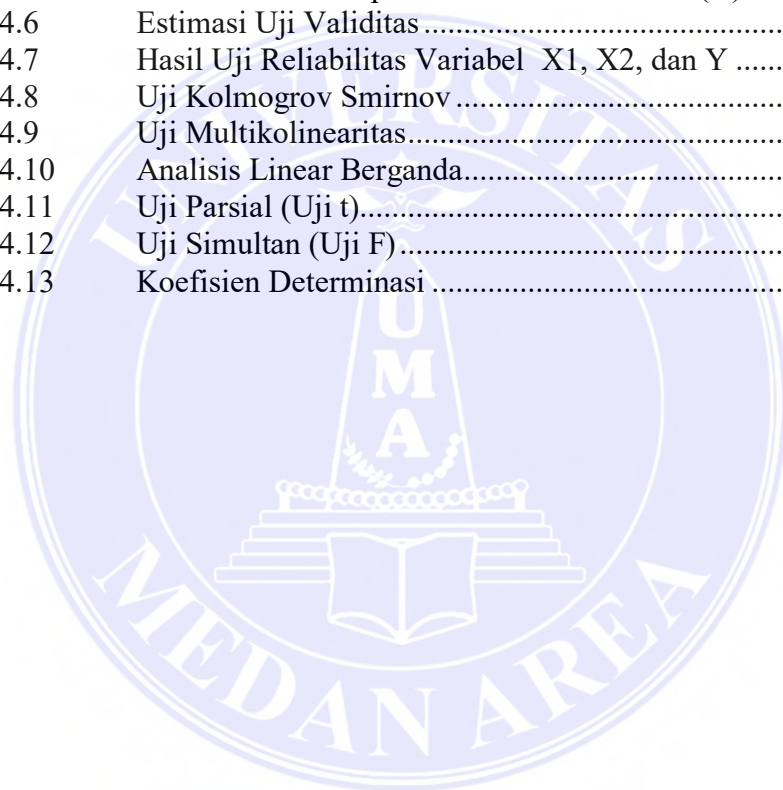 4.6 Estimasi Uji Validitas........................................
4.7 Hasil Uji Reliabilitas Variabel X1, X2, dan Y ......
4.8 Uji Kolmogrov Smirnov....................................
4.9 Uji Multikolinearitas..........................................
4.10 Analisis Linear Berganda...................................
4.11 Uji Parsial (Uji t)................................................
4.12 Uji Simultan (Uji F)...........................................
4.13 Koefisien Determinasi.......................................
UNIVERSITAS
UMA
MEDAN AREA